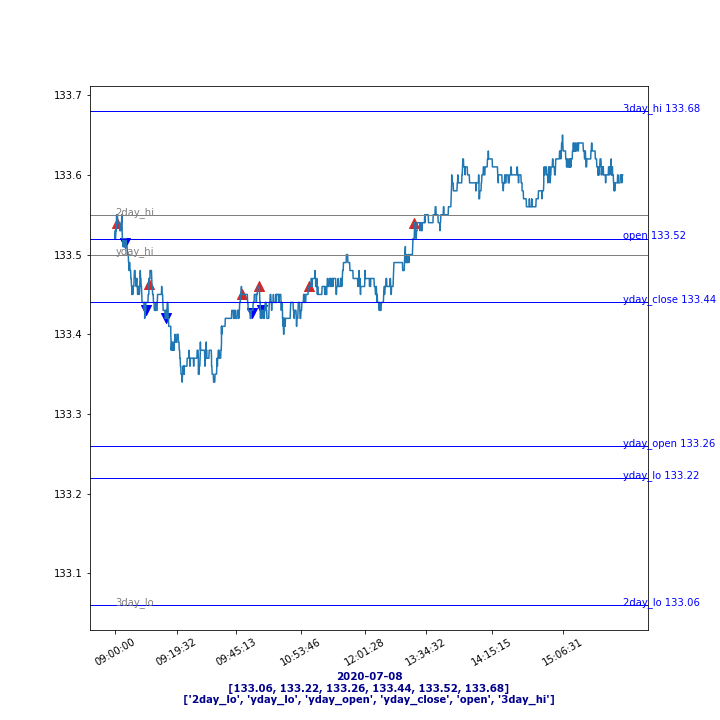 133.7
3day_hi 133.68
133.6
2day_hi
open 133.52
133.5
yday_hi
yday_close 133.44
133.4
133.3
yday_open 133.26
yday_lo 133.22
133.2
133.1
3day_lo
2day_lo 133.06
09:00:00 09:19:32 09:45:13 10:53:46 12:01:28 13:34:32 14:15:15 15:06:31
2020-07-08
[133.06, 133.22, 133.26, 133.44, 133.52, 133.68]
['2day_lo', 'yday_lo', 'yday_open', 'yday_close', 'open', '3day_hi']